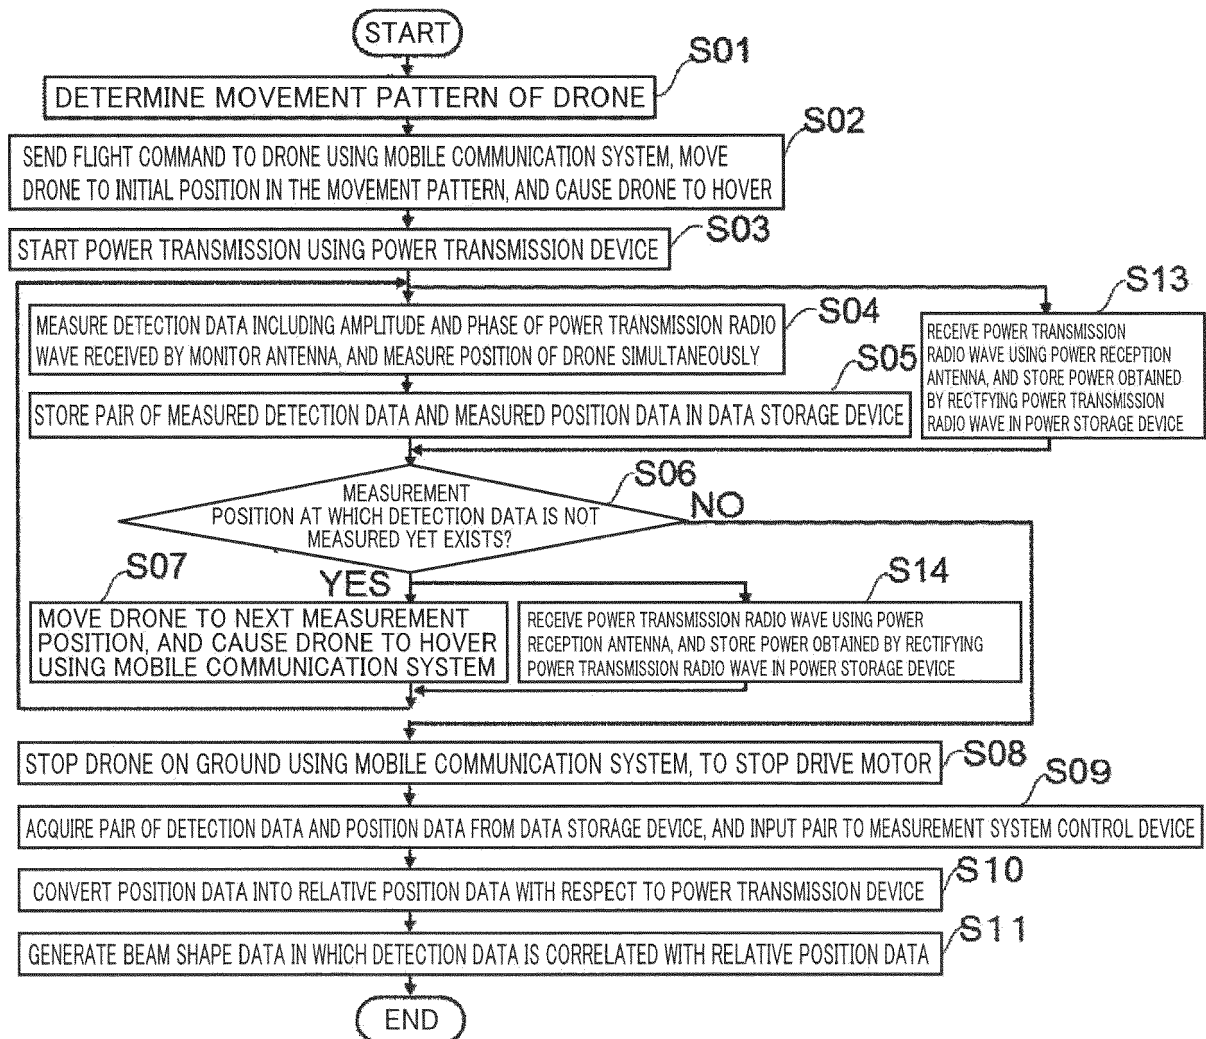 START
S01
DETERMINE MOVEMENT PATTERN OF DRONE
S02
SEND FLIGHT COMMAND TO DRONE USING MOBILE COMMUNICATION SYSTEM, MOVE
DRONE TO INITIAL POSITION IN THE MOVEMENT PATTERN, AND CAUSE DRONE TO HOVER
S03
START POWER TRANSMISSION USING POWER TRANSMISSION DEVICE
S04
MEASURE DETECTION DATA INCLUDING AMPLITUDE AND PHASE OF POWER TRANSMISSION RADIO
WAVE RECEIVED BY MONITOR ANTENNA, AND MEASURE POSITION OF DRONE SIMULTANEOUSLY
S13
RECEIVE POWER TRANSMISSION
RADIO WAVE USING POWER RECEPTION
ANTENNA, AND STORE POWER OBTAINED
BY RECTFYING POWER TRANSMISSION
RADIO WAVE IN POWER STORAGE DEVICE
S05
STORE PAIR OF MEASURED DETECTION DATA AND MEASURED POSITION DATA IN DATA STORAGE DEVICE
S06
MEASUREMENT
POSITION AT WHICH DETECTION DATA IS NOT
MEASURED YET EXISTS?
NO
YES
S07
MOVE DRONE TO NEXT MEASUREMENT
POSITION, AND CAUSE DRONE TO HOVER
USING MOBILE COMMUNICATION SYSTEM
S14
RECEIVE POWER TRANSMISSION RADIO WAVE USING POWER
RECEPTION ANTENNA, AND STORE POWER OBTAINED BY RECTIFYING
POWER TRANSMISSION RADIO WAVE IN POWER STORAGE DEVICE
S08
STOP DRONE ON GROUND USING MOBILE COMMUNICATION SYSTEM, TO STOP DRIVE MOTOR
S09
ACQUIRE PAIR OF DETECTION DATA AND POSITION DATA FROM DATA STORAGE DEVICE, AND INPUT PAIR TO MEASUREMENT SYSTEM CONTROL DEVICE
S10
CONVERT POSITION DATA INTO RELATIVE POSITION DATA WITH RESPECT TO POWER TRANSMISSION DEVICE
S11
GENERATE BEAM SHAPE DATA IN WHICH DETECTION DATA IS CORRELATED WITH RELATIVE POSITION DATA
END